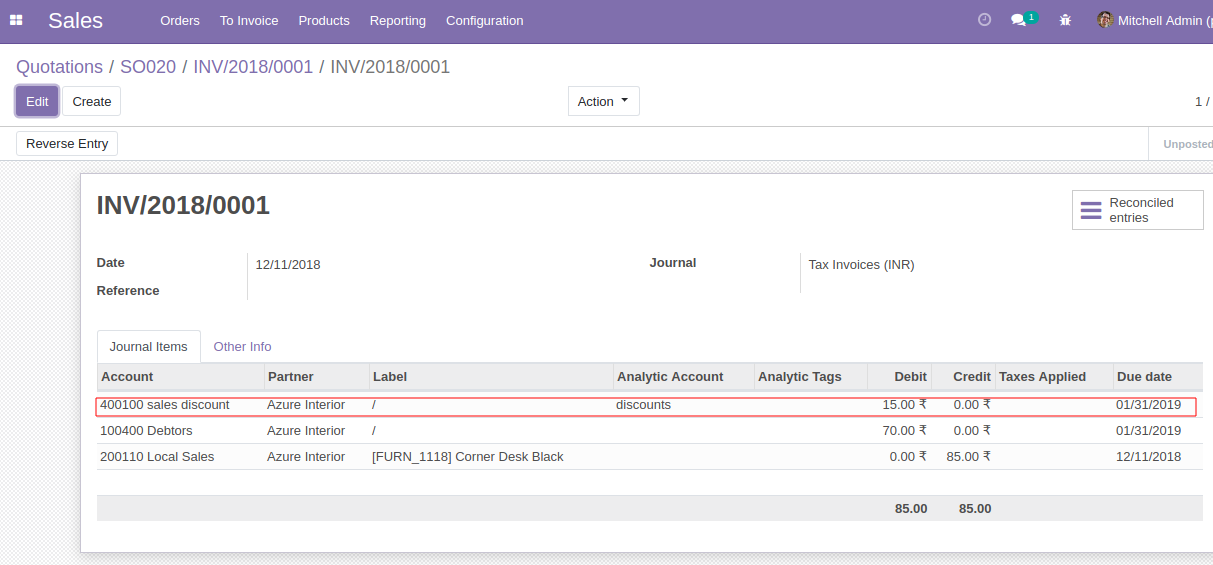 Sales Orders To Invoice Products Reporting Configuration 1 Mitchell Admin (
Quotations / SO020 / INV/2018/0001 / INV/2018/0001
Edit Create Action 1 /
Reverse Entry Unposted
INV/2018/0001
Reconciled
entries
Date 12/11/2018 Journal Tax Invoices (INR)
Reference
Journal Items Other Info
Account Partner Label Analytic Account Analytic Tags Debit Credit Taxes Applied Due date
400100 sales discount Azure Interior / discounts 15.00 ₹ 0.00 ₹ 01/31/2019
100400 Debtors Azure Interior / 70.00 ₹ 0.00 ₹ 01/31/2019
200110 Local Sales Azure Interior [FURN_1118] Corner Desk Black 0.00 ₹ 85.00 ₹ 12/11/2018
85.00 85.00